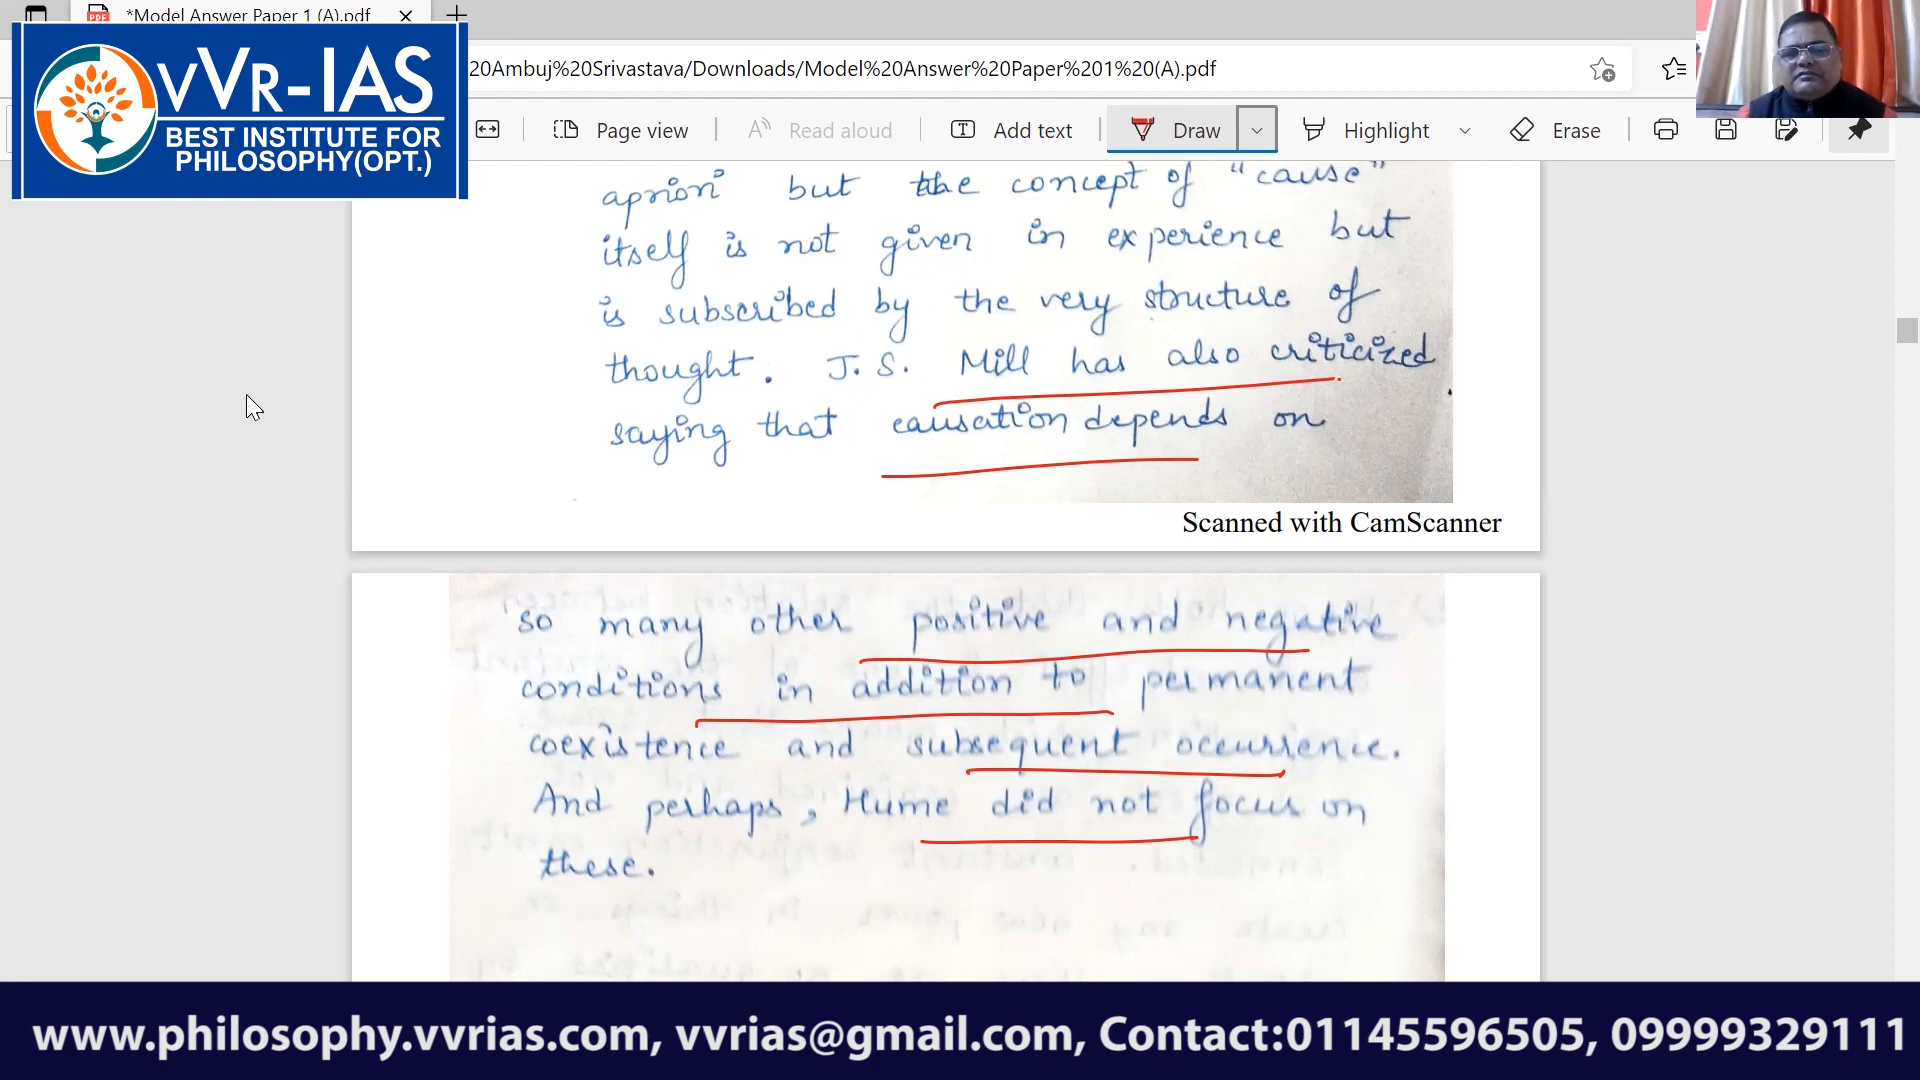 *Model Answer Paper 1 (A).pdf
vVR-IAS
BEST INSTITUTE FOR
PHILOSOPHY(OPT.)
20Ambuj%20Srivastava/Downloads/Model%20Answer%20Paper%201%20(A).pdf
Page view
Read aloud
Add text
Draw
Highlight
Erase
apriori but the concept of "cause"
itself is not given in experience but
is subscribed by the very structure of
thought. J.S. Mill has also criticized
saying that causation depends on
Scanned with CamScanner
so many other positive and negative
conditions in addition to permanent
coexistence and subsequent occurrence.
And perhaps, Hume did not focus on
these.
www.philosophy.vvrias.com, vvrias@gmail.com, Contact:01145596505, 09999329111